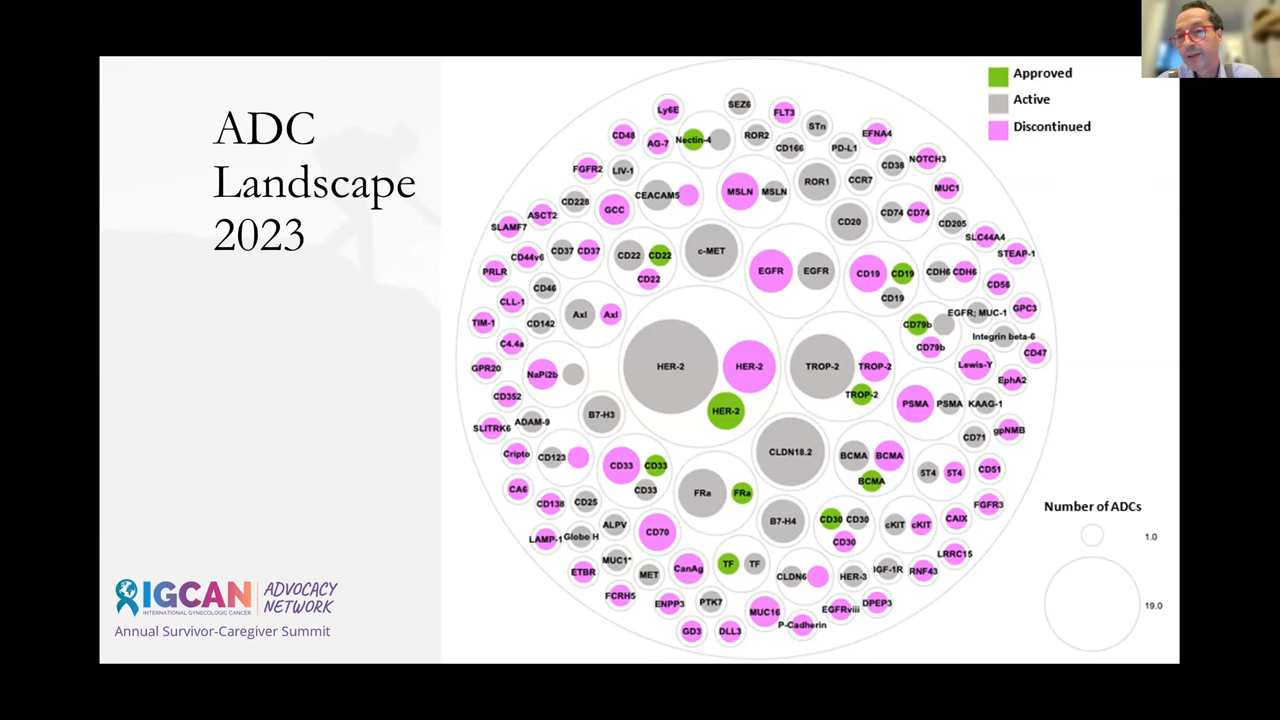 ADC
Landscape
2023
Approved
Active
Discontinued
Ly6E
SEZ6
FLT3
STn
CD48
AG-7
Nectin-4
ROR2
CD166
PD-L1
EFNA4
FGFR2
LIV-1
CEACAM5
MSLN
MSLN
ROR1
CCR7
CD38
NOTCH3
MUC1
CD228
GCC
ASCT2
SLAMF7
CD20
CD74
CD74
CD205
SLC44A4
STEAP-1
CD44v6
CD37
CD37
CD22
CD22
CD22
c-MET
EGFR
EGFR
CD19
CD19
CD19
CDH6
CDH6
CD56
PRLR
CD46
CLL-1
Axl
Axl
TIM-1
CD142
C4.4a
CD79b
CD79b
EGFR; MUC-1
GPC3
Integrin beta-6
CD47
HER-2
HER-2
HER-2
TROP-2
TROP-2
TROP-2
Lewis-Y
EphA2
GPR20
NaPi2b
CD352
PSMA
PSMA
KAAG-1
SLITRK6
ADAM-9
B7-H3
CD71
gpNMB
Cripto
CD123
CD33
CD33
CD33
CLDN18.2
BCMA
BCMA
BCMA
5T4
5T4
CD51
CA6
CD138
CD25
FRa
FRa
B7-H4
CD30
CD30
CD30
cKIT
cKIT
CAIX
FGFR3
LAMP-1
Globo H
ALPV
CD70
LRRC15
ETBR
MUC1*
MET
CanAg
TF
TF
CLDN6
HER-3
IGF-1R
RNF43
FCRH5
ENPP3
PTK7
MUC16
P-Cadherin
EGFRviii
DPEP3
GD3
DLL3
Number of ADCs
1.0
19.0
IGCAN
INTERNATIONAL GYNECOLOGIC CANCER
ADVOCACY
NETWORK
Annual Survivor-Caregiver Summit